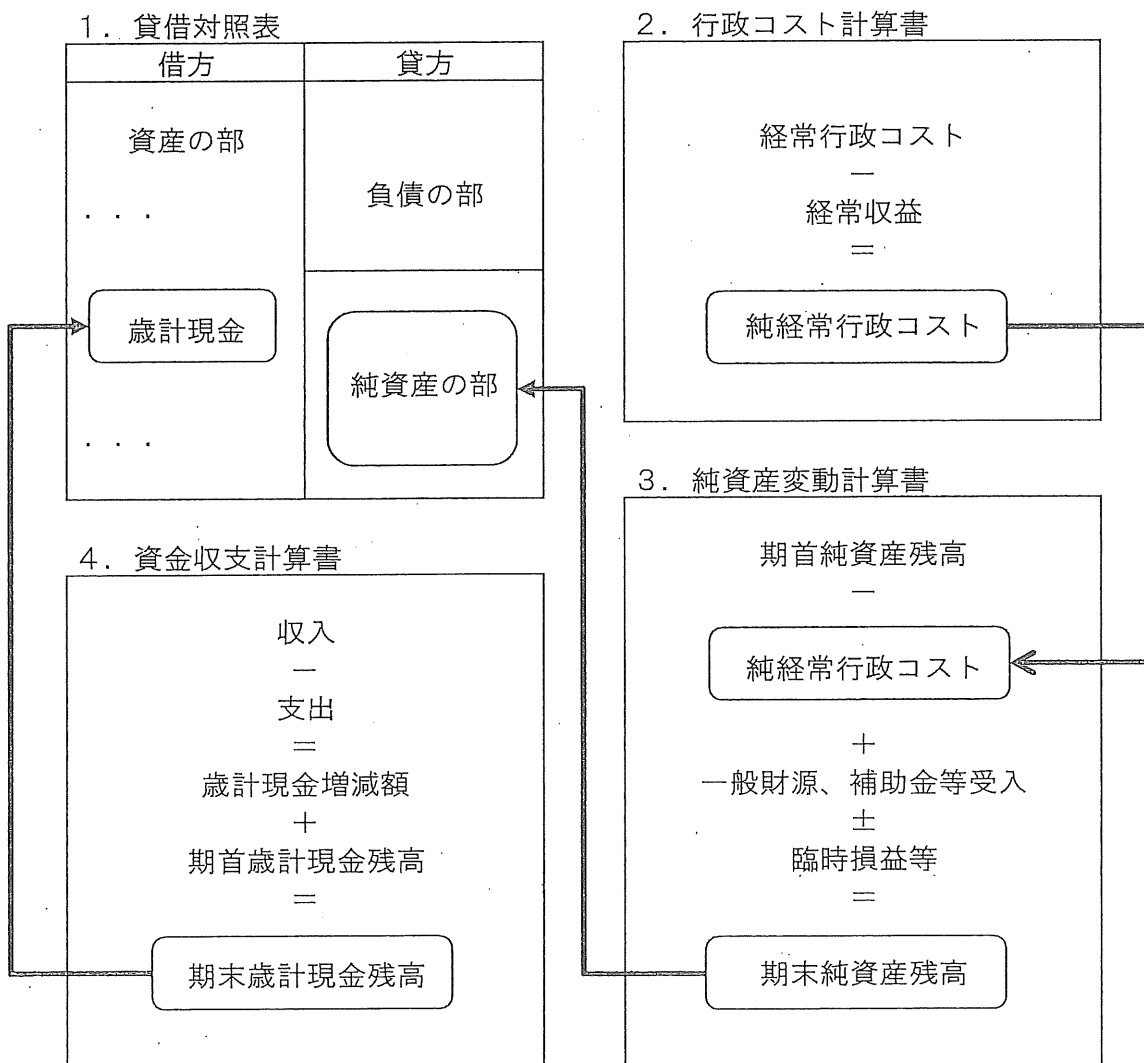 1．貸借対照表
借方
貸方
資産の部
・・・
歳計現金
・・・
負債の部
純資産の部
2．行政コスト計算書
経常行政コスト
－
経常収益
＝
純経常行政コスト
3．純資産変動計算書
期首純資産残高
－
純経常行政コスト
＋
一般財源、補助金等受入
±
臨時損益等
＝
期末純資産残高
4．資金収支計算書
収入
－
支出
＝
歳計現金増減額
＋
期首歳計現金残高
＝
期末歳計現金残高